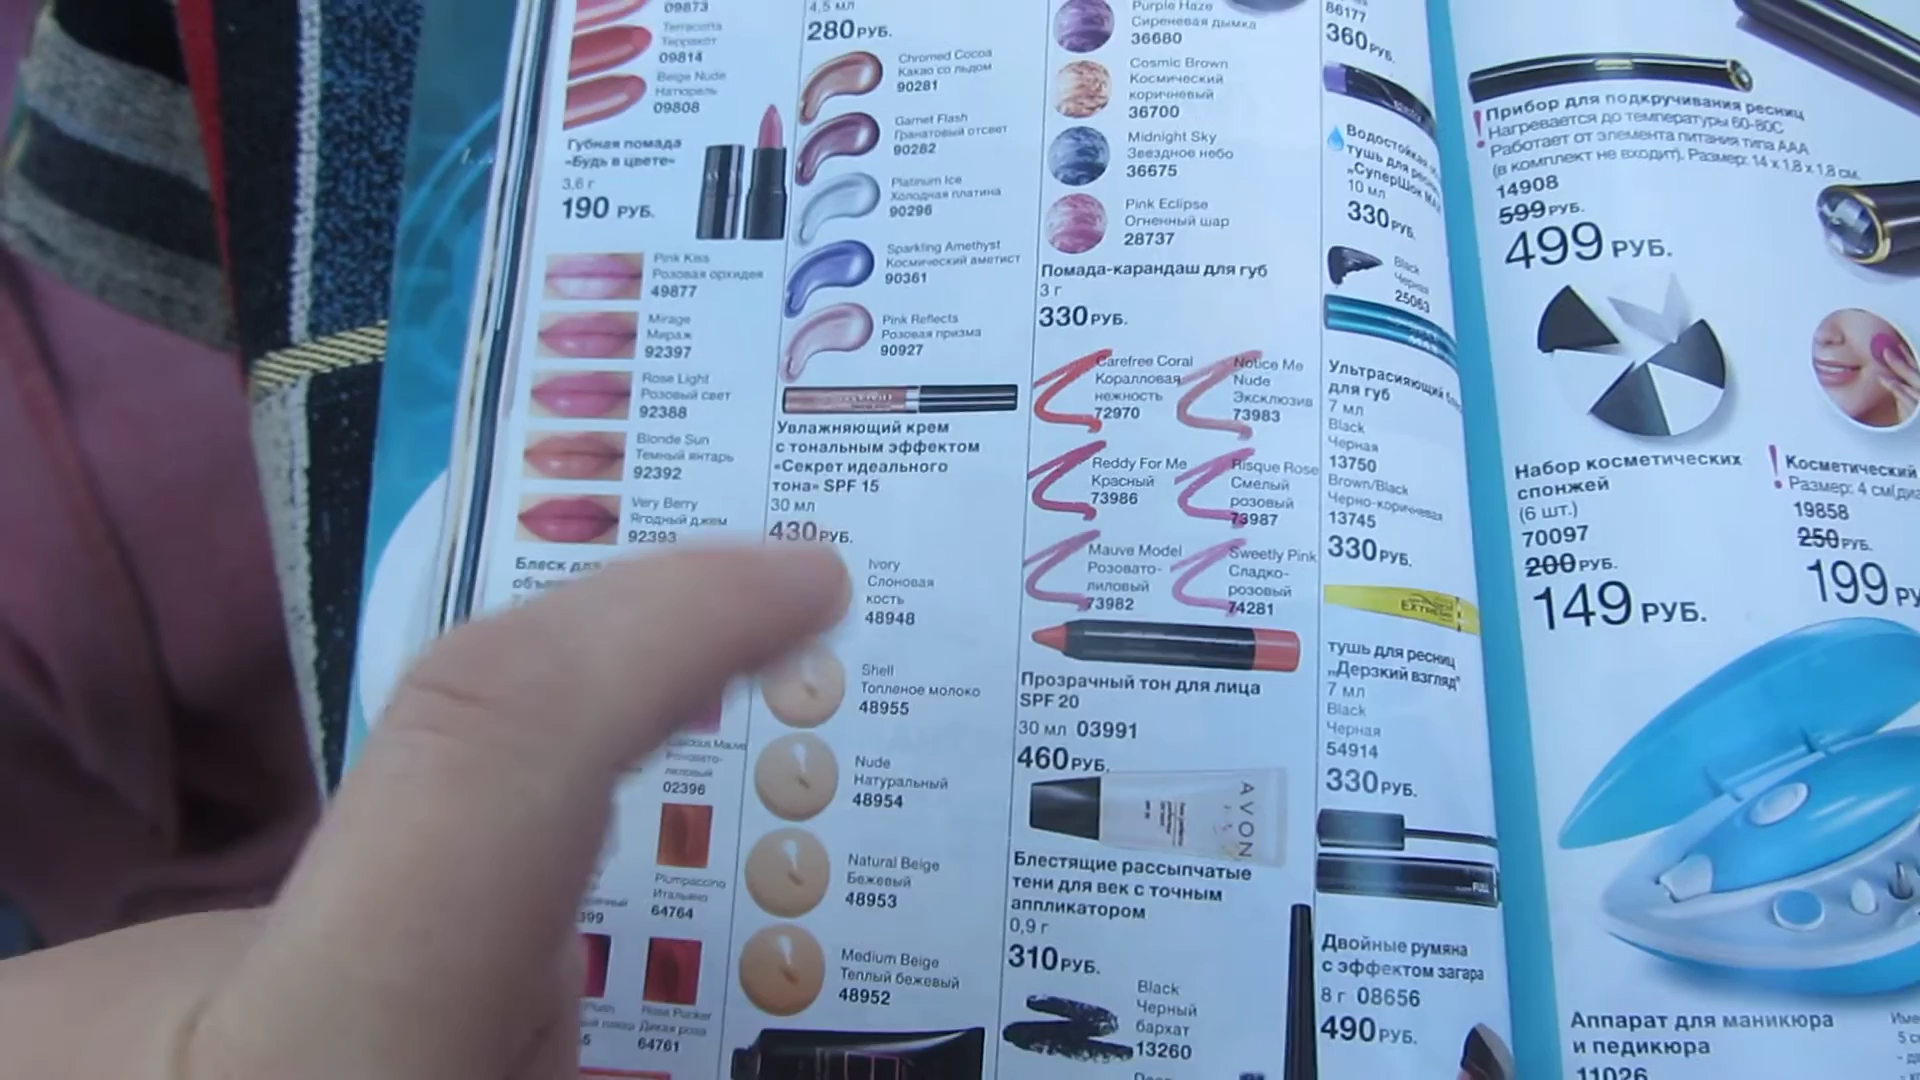 09873
Terracotta
Терракот
09814
Beige Nude
Натюрель
09808
Губная помада
«Будь в цвете»
3,6 г
190 РУБ.
Pink Kiss
Розовая орхидея
49877
Mirage
Мираж
92397
Rose Light
Розовый свет
92388
Blonde Sun
Темный янтарь
92392
Very Berry
Ягодный джем
92393
Блеск для
02396
Plumpaccino
Итальяно
64764
399
Rose Pucker
Дикая роза
64761
4,5 мл
280 РУБ.
Chromed Cocoa
Какао со льдом
90281
Garnet Flash
Гранатовый отсвет
90282
Platinum Ice
Холодная платина
90296
Sparkling Amethyst
Космический аметист
90361
Pink Reflects
Розовая призма
90927
Увлажняющий крем
с тональным эффектом
«Секрет идеального
тона» SPF 15
30 мл
430 РУБ.
Ivory
Слоновая
кость
48948
Shell
Топленое молоко
48955
Nude
Натуральный
48954
Natural Beige
Бежевый
48953
Medium Beige
Теплый бежевый
48952
Purple Haze
Сиреневая дымка
36680
Cosmic Brown
Космический
коричневый
36700
Midnight Sky
Звездное небо
36675
Pink Eclipse
Огненный шар
28737
Помада-карандаш для губ
3 г
330 РУБ.
Carefree Coral
Коралловая
нежность
72970
Notice Me
Nude
Эксклюзив
73983
Reddy For Me
Красный
73986
Risque Rose
Смелый
розовый
73987
Mauve Model
Розовато-
лиловый
73982
Sweetly Pink
Сладко-
розовый
74281
Прозрачный тон для лица
SPF 20
30 мл 03991
460 РУБ.
AVON
Блестящие рассыпчатые
тени для век с точным
аппликатором
0,9 г
310 РУБ.
Black
Черный
бархат
13260
86177
360 РУБ.
Водостойкая
тушь для
„СуперШок
10 мл
330 РУБ.
Black
Черная
25063
Ультрасияющий
для губ
7 мл
Black
Черная
13750
Brown/Black
Черно-коричневая
13745
330 РУБ.
EXTREME
тушь для ресниц
„Дерзкий взгляд"
7 мл
Black
Черная
54914
330 РУБ.
Двойные румяна
с эффектом загара
8 г 08656
490 РУБ.
! Прибор для подкручивания ресниц
Нагревается до температуры 60-80С
Работает от элемента питания типа ААА
(в комплект не входит). Размер: 14 х 1,8 х 1,8 см.
14908
599 РУБ.
499 РУБ.
Набор косметических
спонжей
(6 шт.)
70097
200 РУБ.
149 РУБ.
! Косметический
Размер: 4 см
19858
250 РУБ.
199 РУ
Аппарат для маникюра
и педикюра
11026